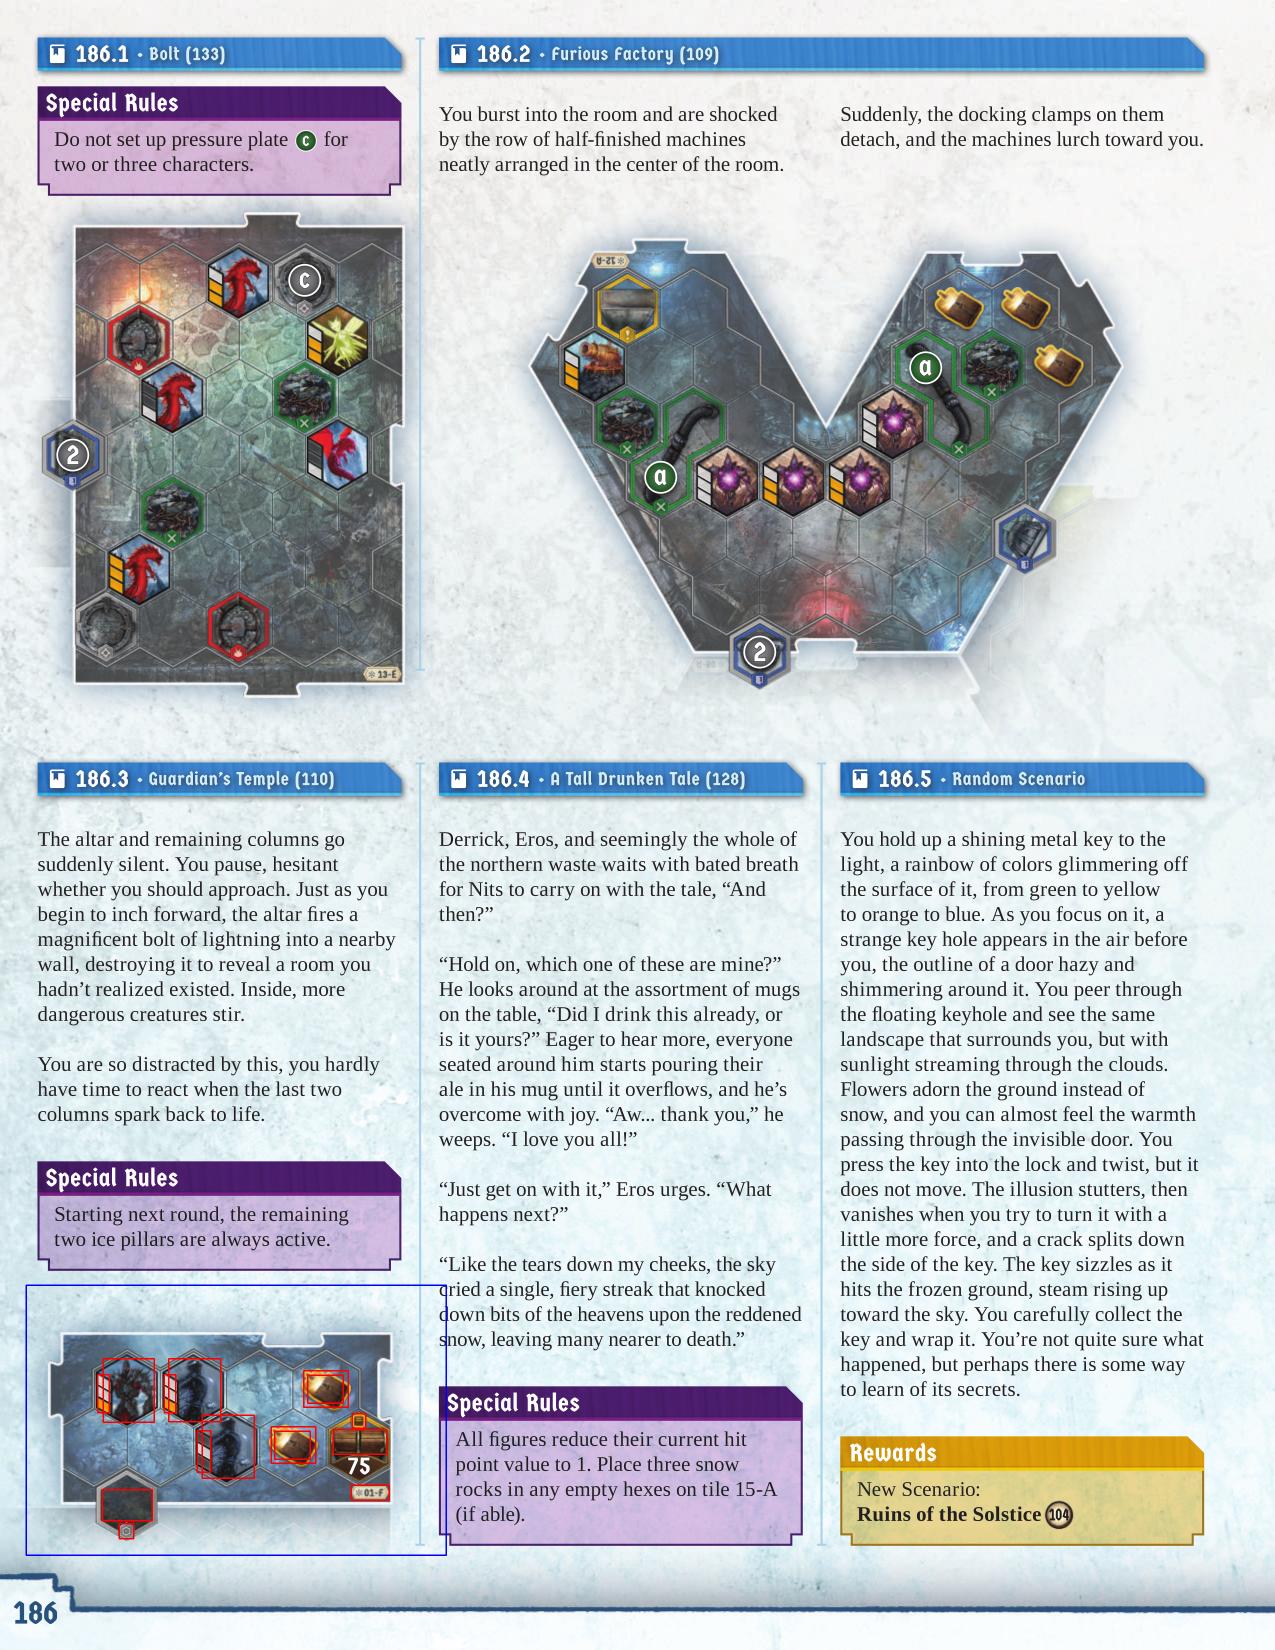 186.1 • Bolt (133)
Special Rules
Do not set up pressure plate C for
two or three characters.
C
2
13-E
186.2 • Furious Factory (109)
You burst into the room and are shocked
by the row of half-finished machines
neatly arranged in the center of the room.
Suddenly, the docking clamps on them
detach, and the machines lurch toward you.
12-A
a
a
2
186.3 • Guardian’s Temple (110)
The altar and remaining columns go
suddenly silent. You pause, hesitant
whether you should approach. Just as you
begin to inch forward, the altar fires a
magnificent bolt of lightning into a nearby
wall, destroying it to reveal a room you
hadn’t realized existed. Inside, more
dangerous creatures stir.
You are so distracted by this, you hardly
have time to react when the last two
columns spark back to life.
Special Rules
Starting next round, the remaining
two ice pillars are always active.
75
01-F
186.4 • A Tall Drunken Tale (128)
Derrick, Eros, and seemingly the whole of
the northern waste waits with bated breath
for Nits to carry on with the tale, “And
then?”
“Hold on, which one of these are mine?”
He looks around at the assortment of mugs
on the table, “Did I drink this already, or
is it yours?” Eager to hear more, everyone
seated around him starts pouring their
ale in his mug until it overflows, and he’s
overcome with joy. “Aw... thank you,” he
weeps. “I love you all!”
“Just get on with it,” Eros urges. “What
happens next?”
“Like the tears down my cheeks, the sky
cried a single, fiery streak that knocked
down bits of the heavens upon the reddened
snow, leaving many nearer to death.”
Special Rules
All figures reduce their current hit
point value to 1. Place three snow
rocks in any empty hexes on tile 15-A
(if able).
186.5 • Random Scenario
You hold up a shining metal key to the
light, a rainbow of colors glimmering off
the surface of it, from green to yellow
to orange to blue. As you focus on it, a
strange key hole appears in the air before
you, the outline of a door hazy and
shimmering around it. You peer through
the floating keyhole and see the same
landscape that surrounds you, but with
sunlight streaming through the clouds.
Flowers adorn the ground instead of
snow, and you can almost feel the warmth
passing through the invisible door. You
press the key into the lock and twist, but it
does not move. The illusion stutters, then
vanishes when you try to turn it with a
little more force, and a crack splits down
the side of the key. The key sizzles as it
hits the frozen ground, steam rising up
toward the sky. You carefully collect the
key and wrap it. You’re not quite sure what
happened, but perhaps there is some way
to learn of its secrets.
Rewards
New Scenario:
Ruins of the Solstice 104
186